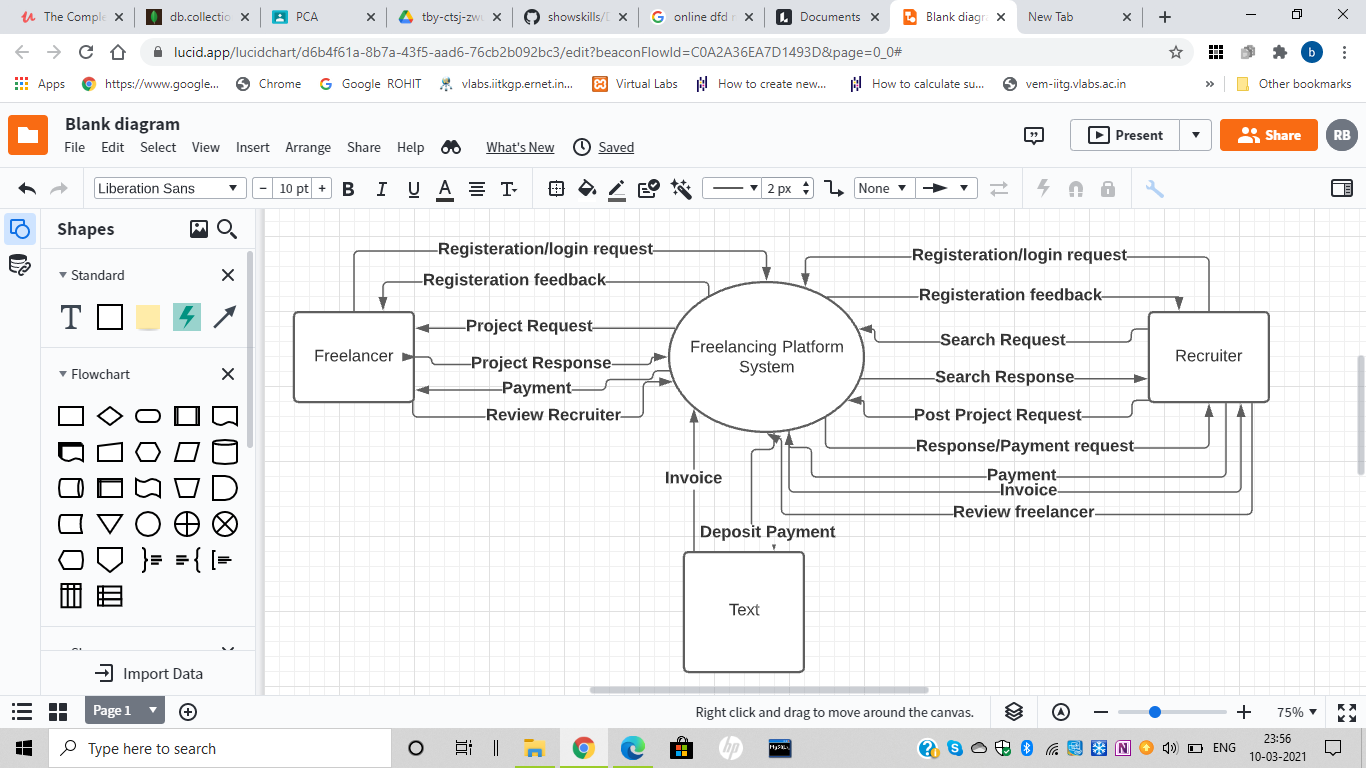 The Comple
db.collectio
PCA
tby-ctsj-zwu
showskills/D
online dfd m
Documents
Blank diagra
New Tab
lucid.app/lucidchart/d6b4f61a-8b7a-43f5-aad6-76cb2b092bc3/edit?beaconFlowId=C0A2A36EA7D1493D&page=0_0#
b
Apps
https://www.google...
Chrome
Google ROHIT
vlabs.iitkgp.ernet.in...
Virtual Labs
How to create new...
How to calculate su...
vem-iitg.vlabs.ac.in
»
Other bookmarks
Blank diagram
File Edit Select View Insert Arrange Share Help What's New Saved
Present
Share
RB
Liberation Sans
− 10 pt +
B I U A T
2 px
None
Shapes
Standard
T
Flowchart
Import Data
Registeration/login request
Registeration feedback
Project Request
Project Response
Payment
Review Recruiter
Freelancer
Freelancing Platform
System
Registeration/login request
Registeration feedback
Search Request
Search Response
Post Project Request
Response/Payment request
Payment
Invoice
Review freelancer
Recruiter
Invoice
Deposit Payment
Text
Page 1
Right click and drag to move around the canvas.
75%
Type here to search
hp
MySQL
N
ENG
23:56
10-03-2021